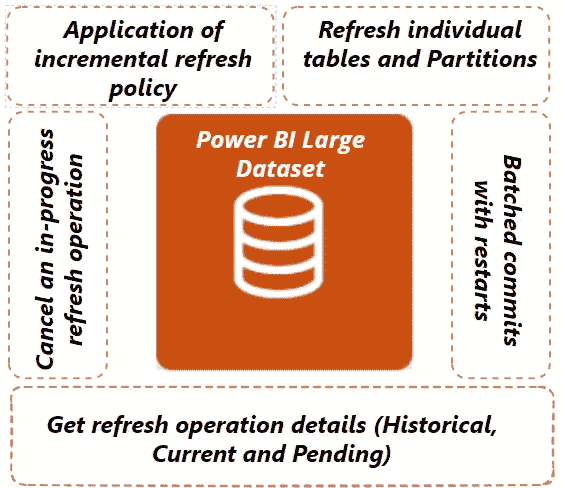 Application of
incremental refresh
policy
Refresh individual
tables and Partitions
Cancel an in-progress
refresh operation
Power BI Large
Dataset
Batched commits
with restarts
Get refresh operation details (Historical,
Current and Pending)